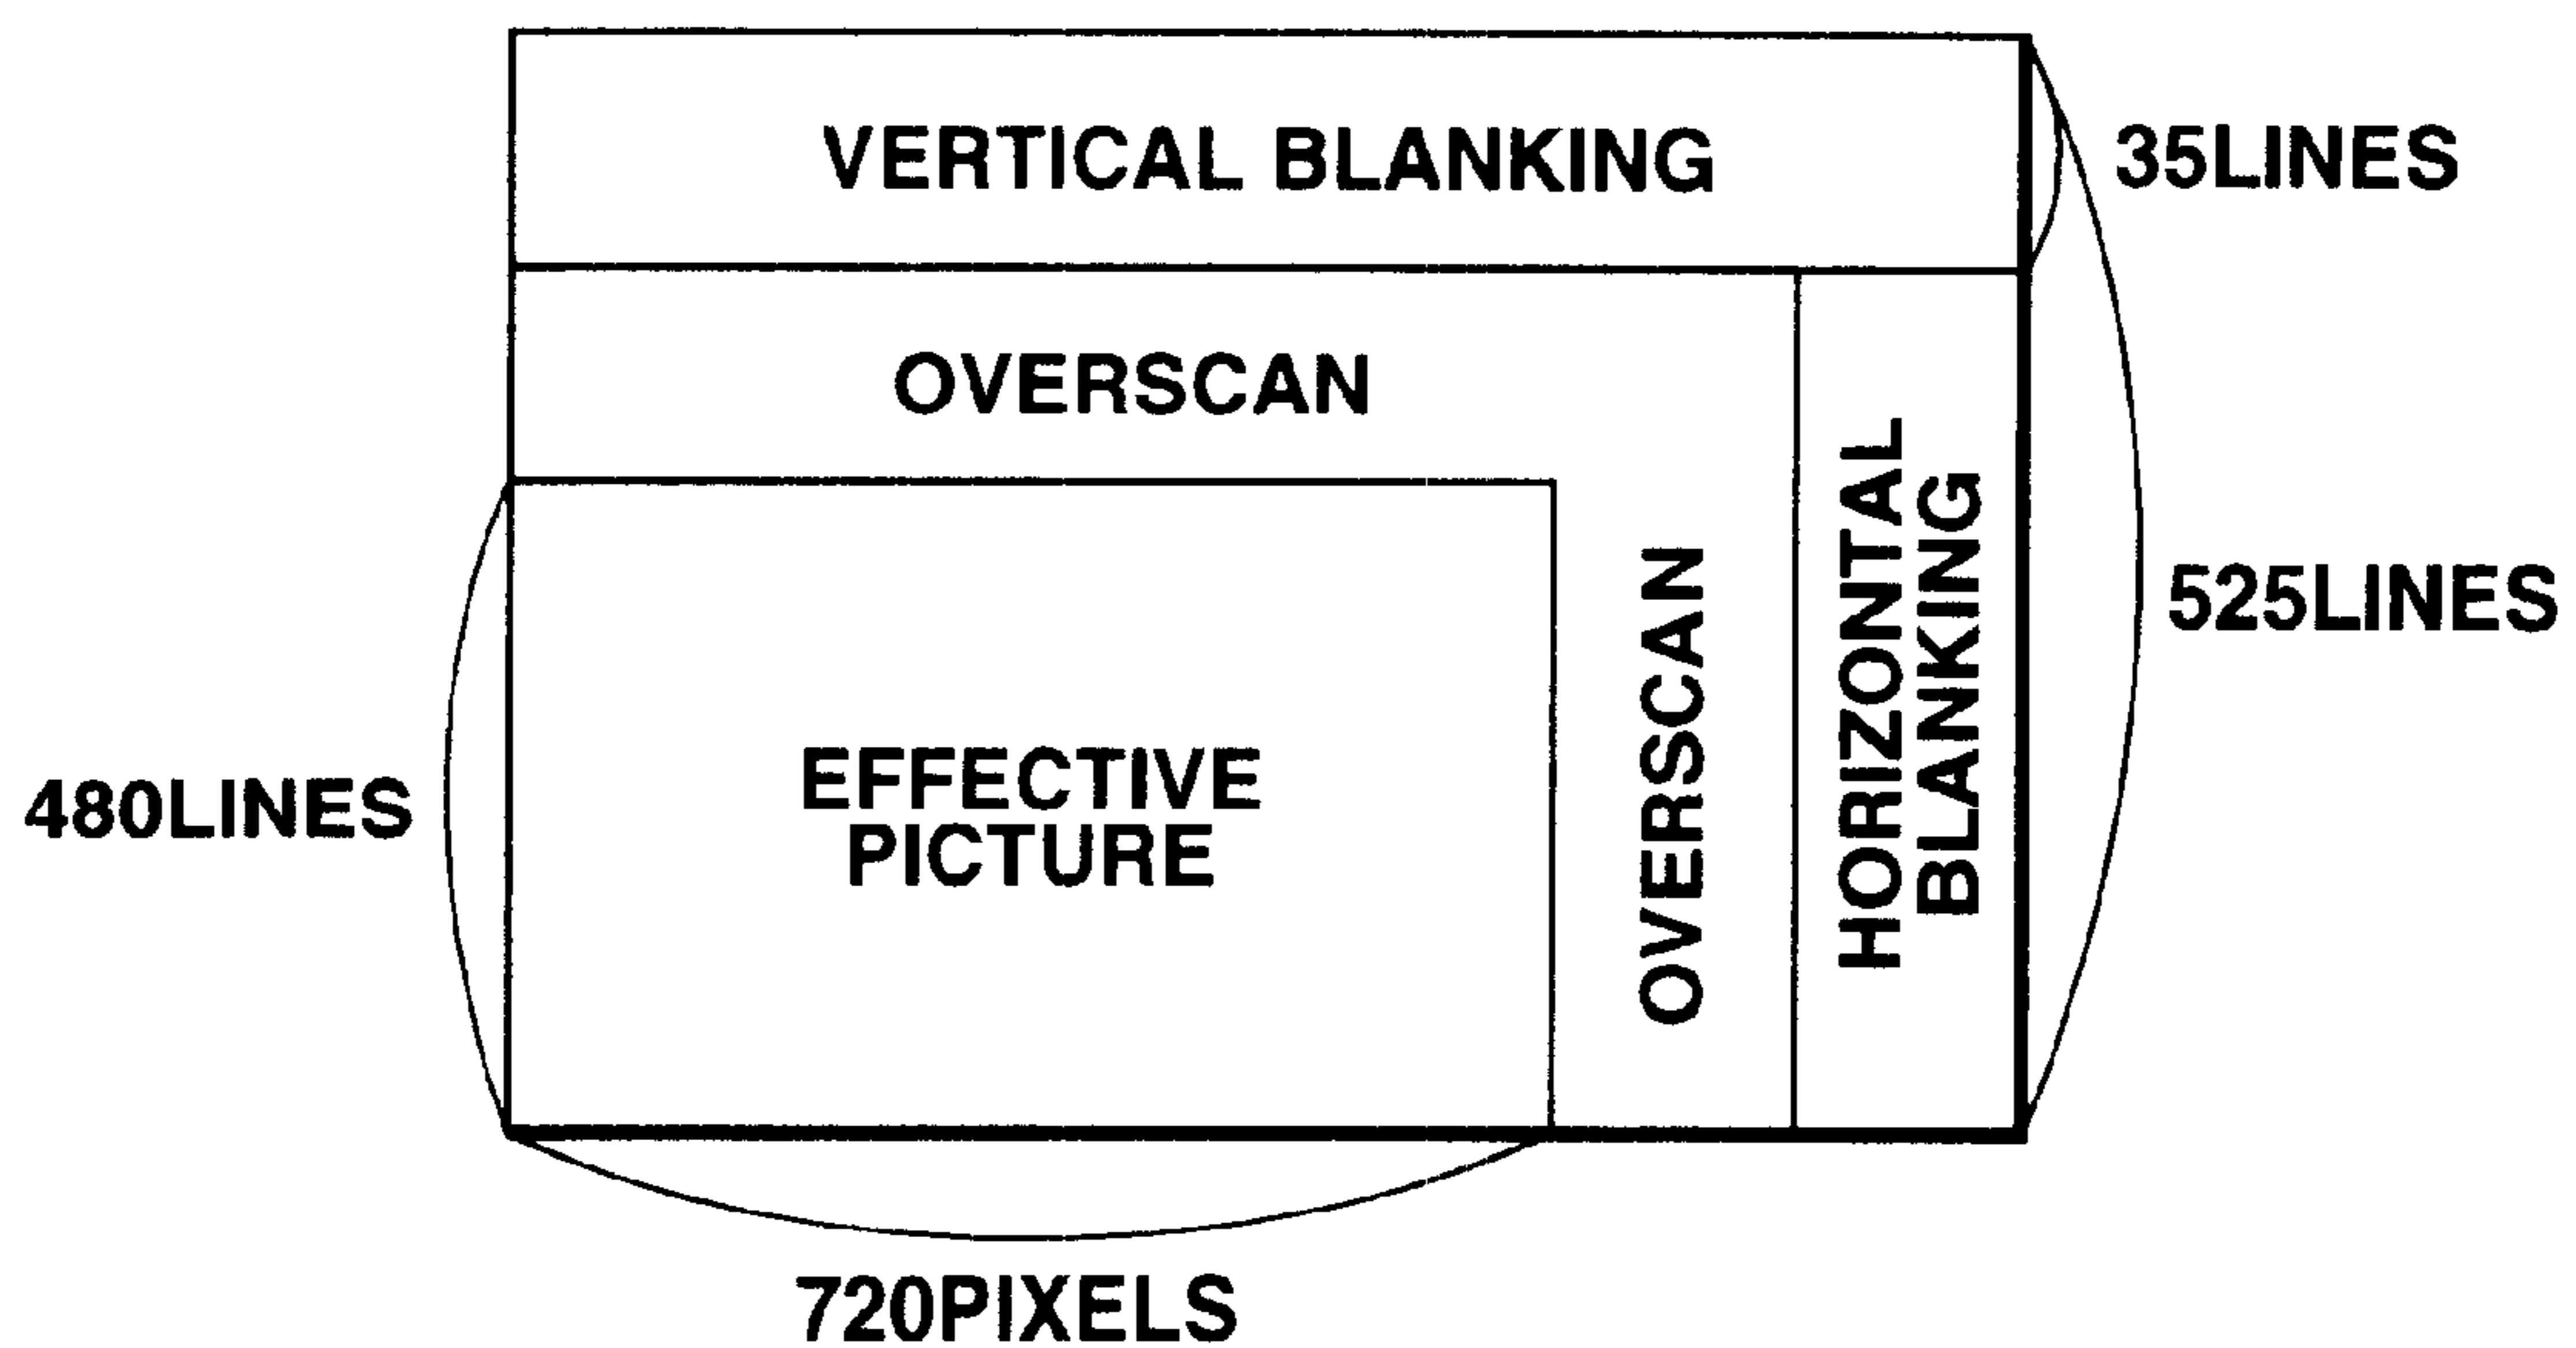 VERTICAL BLANKING
35LINES
OVERSCAN
HORIZONTAL
BLANKING
OVERSCAN
525LINES
480LINES
EFFECTIVE
PICTURE
720PIXELS